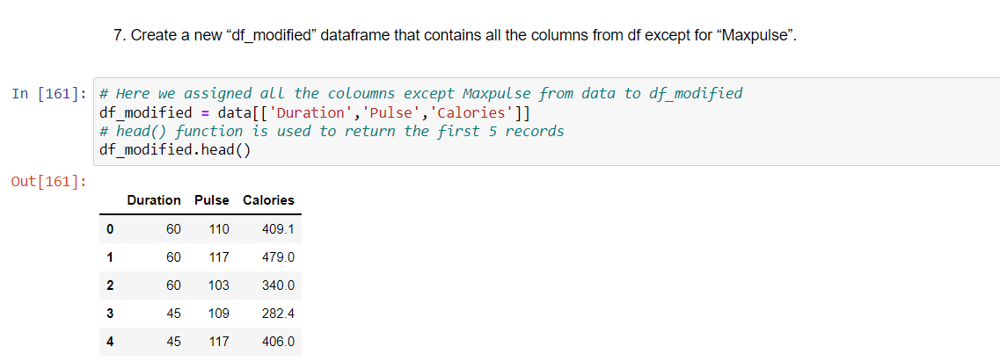 7. Create a new “df_modified” dataframe that contains all the columns from df except for “Maxpulse”.
In [161]: # Here we assigned all the coloumns except Maxpulse from data to df_modified
df_modified = data[['Duration','Pulse','Calories']]
# head() function is used to return the first 5 records
df_modified.head()
Out[161]:
Duration Pulse Calories
0 60 110 409.1
1 60 117 479.0
2 60 103 340.0
3 45 109 282.4
4 45 117 406.0